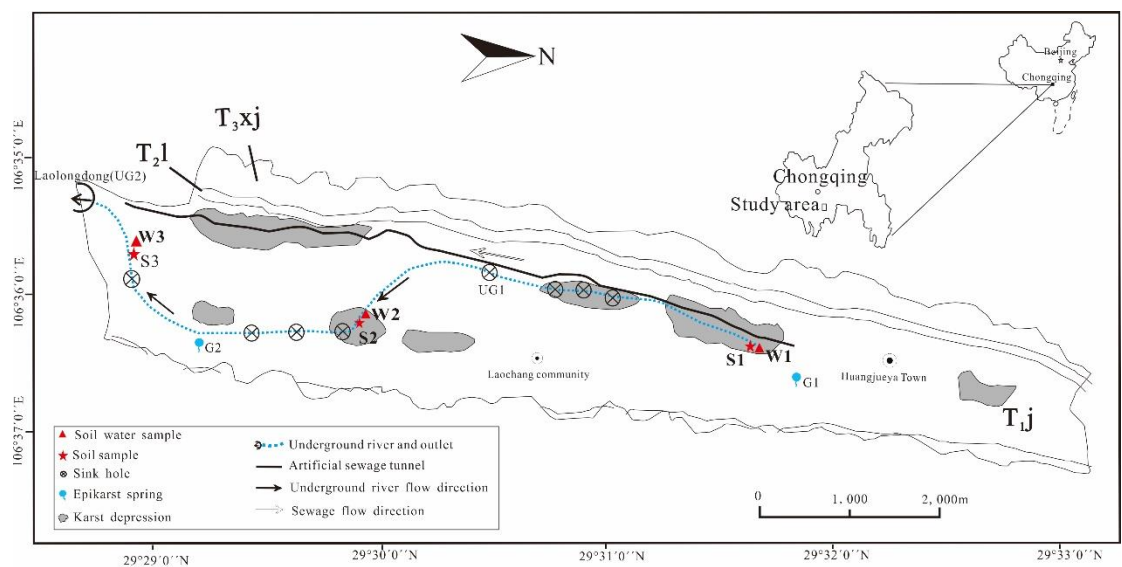 N
Beijing
Chongqing
Chongqing
Study area
T₃xj
T₂l
Laolongdong(UG2)
W3
S3
UG1
W2
S2
G2
S1
W1
G1
Laochang community
Huangjueya Town
T₁j
106°35′0′′E
106°36′0′′E
106°37′0′′E
Soil water sample
Soil sample
Sink hole
Epikarst spring
Karst depression
Underground river and outlet
Artificial sewage tunnel
Underground river flow direction
Sewage flow direction
0 1, 000 2, 000m
29°29′0′′N
29°30′0′′N
29°31′0′′N
29°32′0′′N
29°33′0′′N